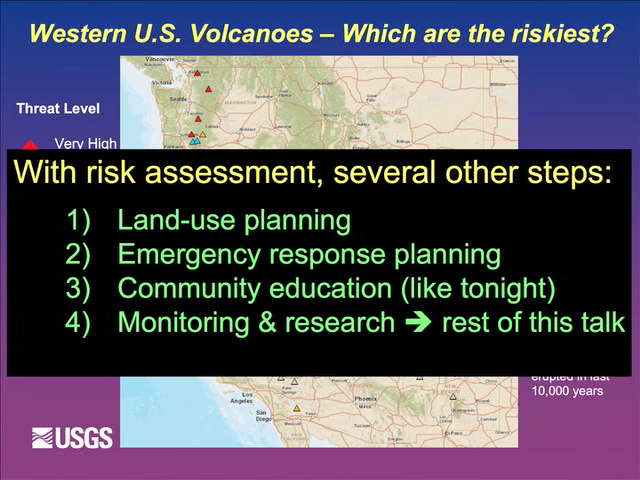 Western U.S. Volcanoes – Which are the riskiest?
Vancouver
Victoria
Seattle
WASHINGTON
Threat Level
Very High
With risk assessment, several other steps:
1) Land-use planning
2) Emergency response planning
3) Community education (like tonight)
4) Monitoring & research ➔ rest of this talk
erupted in last
10,000 years
Los
Angeles
Phoenix
San
Diego
USGS